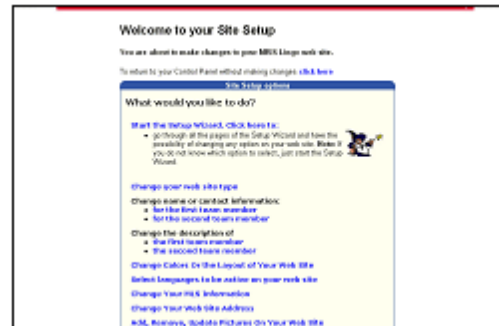 Welcome to your Site Setup
You are about to make changes to your MLS Lingo web site.
To return to your Control Panel without making changes click here
Site Setup options
What would you like to do?
Start the Setup Wizard. Click here to:
go through all the pages of the Setup Wizard and have the
possibility of changing any option on your web site. Note: If
you do not know which option to select, just start the Setup
Wizard.
Change your web site type
Change name or contact information:
for the first team member
for the second team member
Change the description of
the first team member
the second team member
Change Colors Or the Layout of Your Web Site
Select languages to be active on your web site
Change Your MLS Information
Change Your Web Site Address
Add, Remove, Update Pictures On Your Web Site